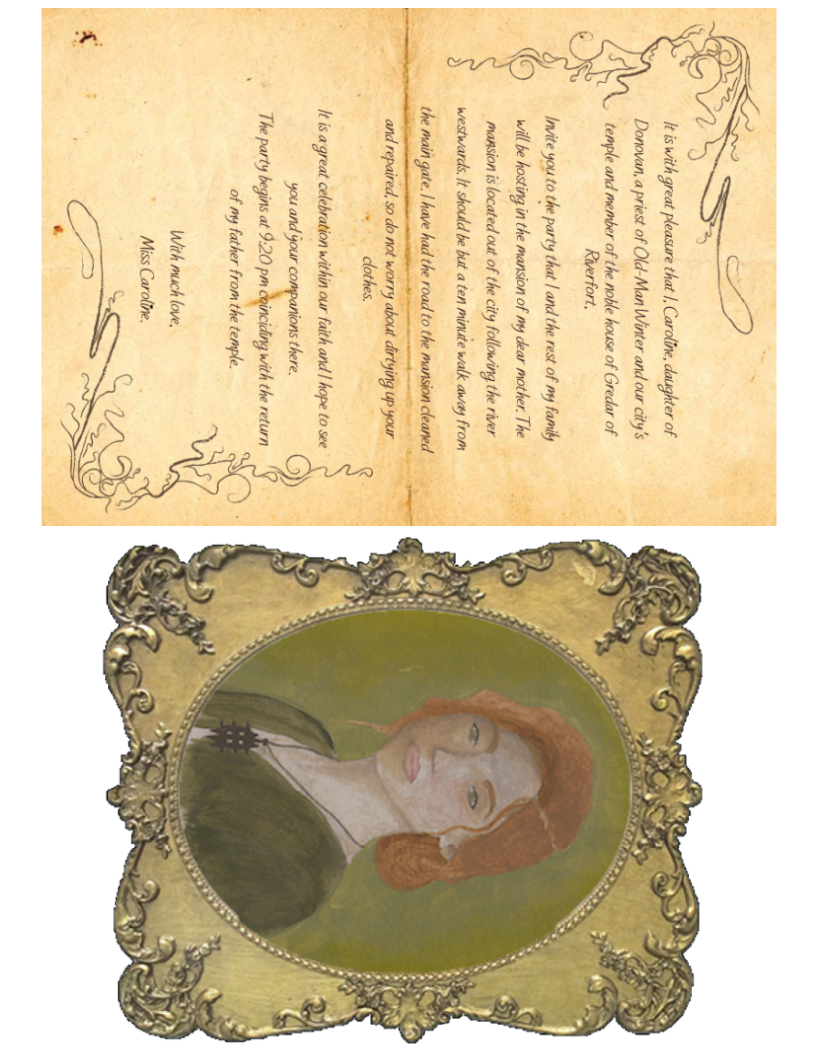 It is with great pleasure that I, Caroline, daughter of
Donovan, a priest of Old-Man Winter and our city's
temple and member of the noble house of Gredar of
Riverfort,
Invite you to the party that I and the rest of my family
will be hosting in the mansion of my dear mother. The
mansion is located out of the city following the river
westwards. It should be but a ten minute walk away from
the main gate. I have had the road to the mansion cleaned
and repaired, so do not worry about dirtying up your
clothes.
It is a great celebration within our faith and I hope to see
you and your companions there.
The party begins at 9:20 pm coinciding with the return
of my father from the temple.
With much love,
Miss Caroline.